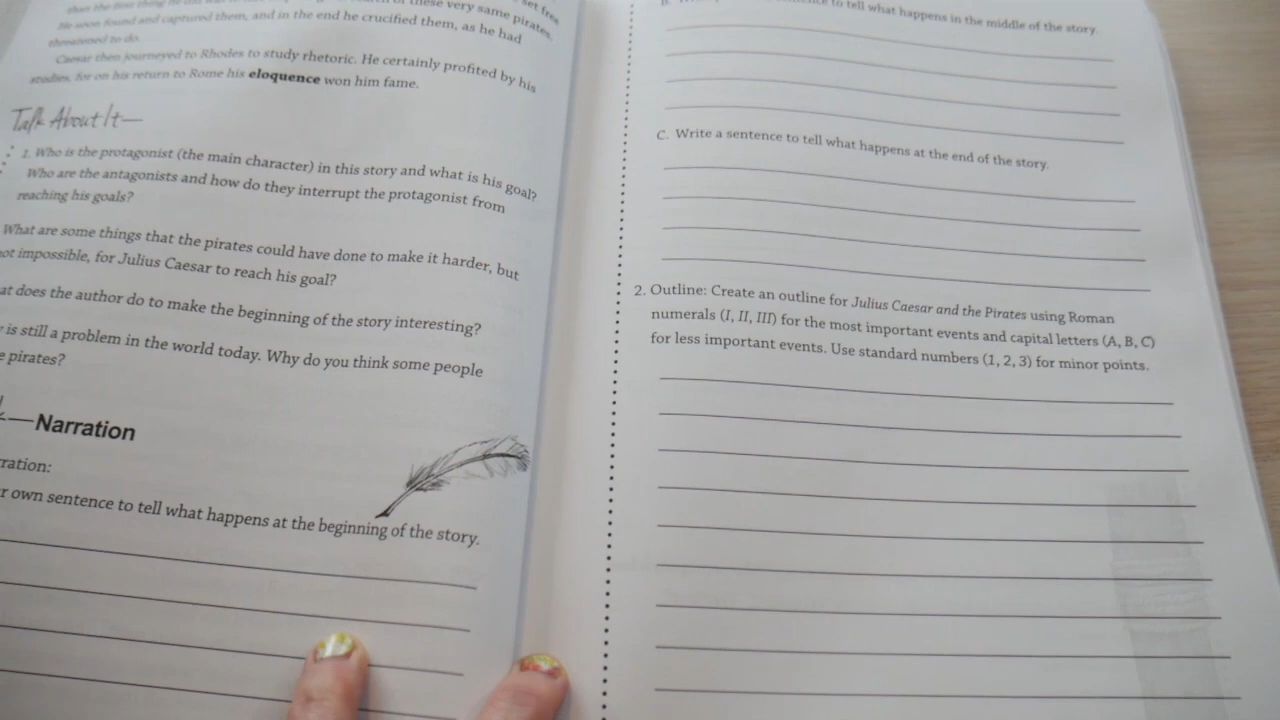 than the first thing he did was
of these very same pirates.
set free
He soon found and captured them, and in the end he crucified them, as he had
threatened to do.
Caesar then journeyed to Rhodes to study rhetoric. He certainly profited by his
studies, for on his return to Rome his eloquence won him fame.
Talk About It—
1. Who is the protagonist (the main character) in this story and what is his goal?
Who are the antagonists and how do they interrupt the protagonist from
reaching his goals?
What are some things that the pirates could have done to make it harder, but
not impossible, for Julius Caesar to reach his goal?
at does the author do to make the beginning of the story interesting?
is still a problem in the world today. Why do you think some people
pirates?
—Narration
ration:
r own sentence to tell what happens at the beginning of the story.
to tell what happens in the middle of the story.
C. Write a sentence to tell what happens at the end of the story.
2. Outline: Create an outline for Julius Caesar and the Pirates using Roman
numerals (I, II, III) for the most important events and capital letters (A, B, C)
for less important events. Use standard numbers (1, 2, 3) for minor points.